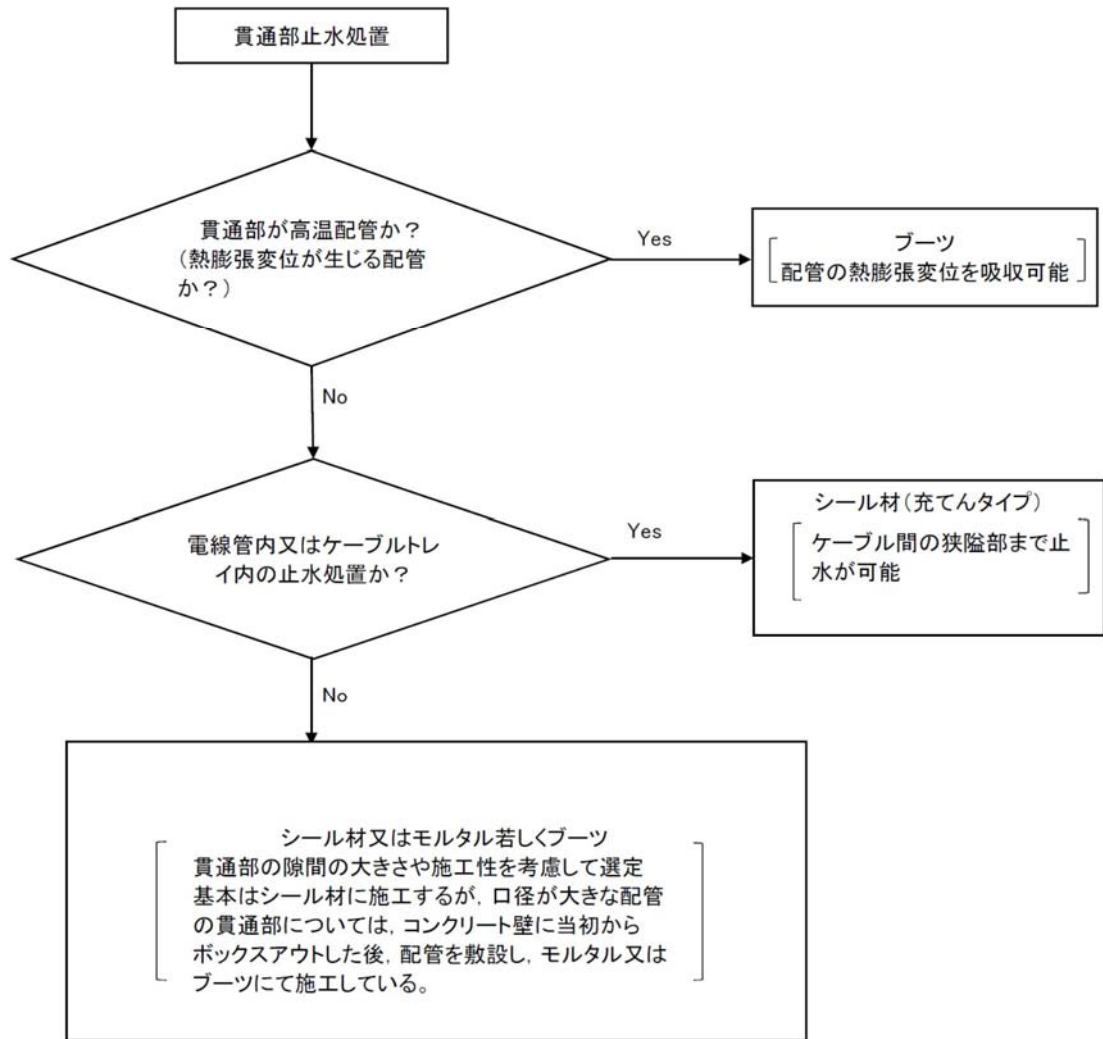 貫通部止水処置
貫通部が高温配管か？
（熱膨張変位が生じる配管
か？）
Yes
ブーツ
配管の熱膨張変位を吸収可能
No
電線管内又はケーブルトレ
イ内の止水処置か？
Yes
シール材（充てんタイプ）
ケーブル間の狭隘部まで止
水が可能
No
シール材又はモルタル若しくブーツ
貫通部の隙間の大きさや施工性を考慮して選定
基本はシール材に施工するが，口径が大きな配管
の貫通部については，コンクリート壁に当初から
ボックスアウトした後，配管を敷設し，モルタル又は
ブーツにて施工している。